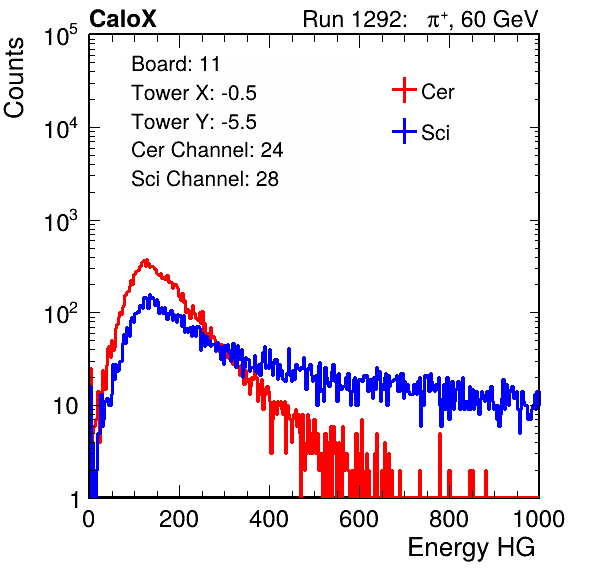 CaloX Run 1292: π⁺, 60 GeV
Counts
Board: 11
Tower X: -0.5
Tower Y: -5.5
Cer Channel: 24
Sci Channel: 28
Cer
Sci
10⁵
10⁴
10³
10²
10
1
0 200 400 600 800 1000
Energy HG